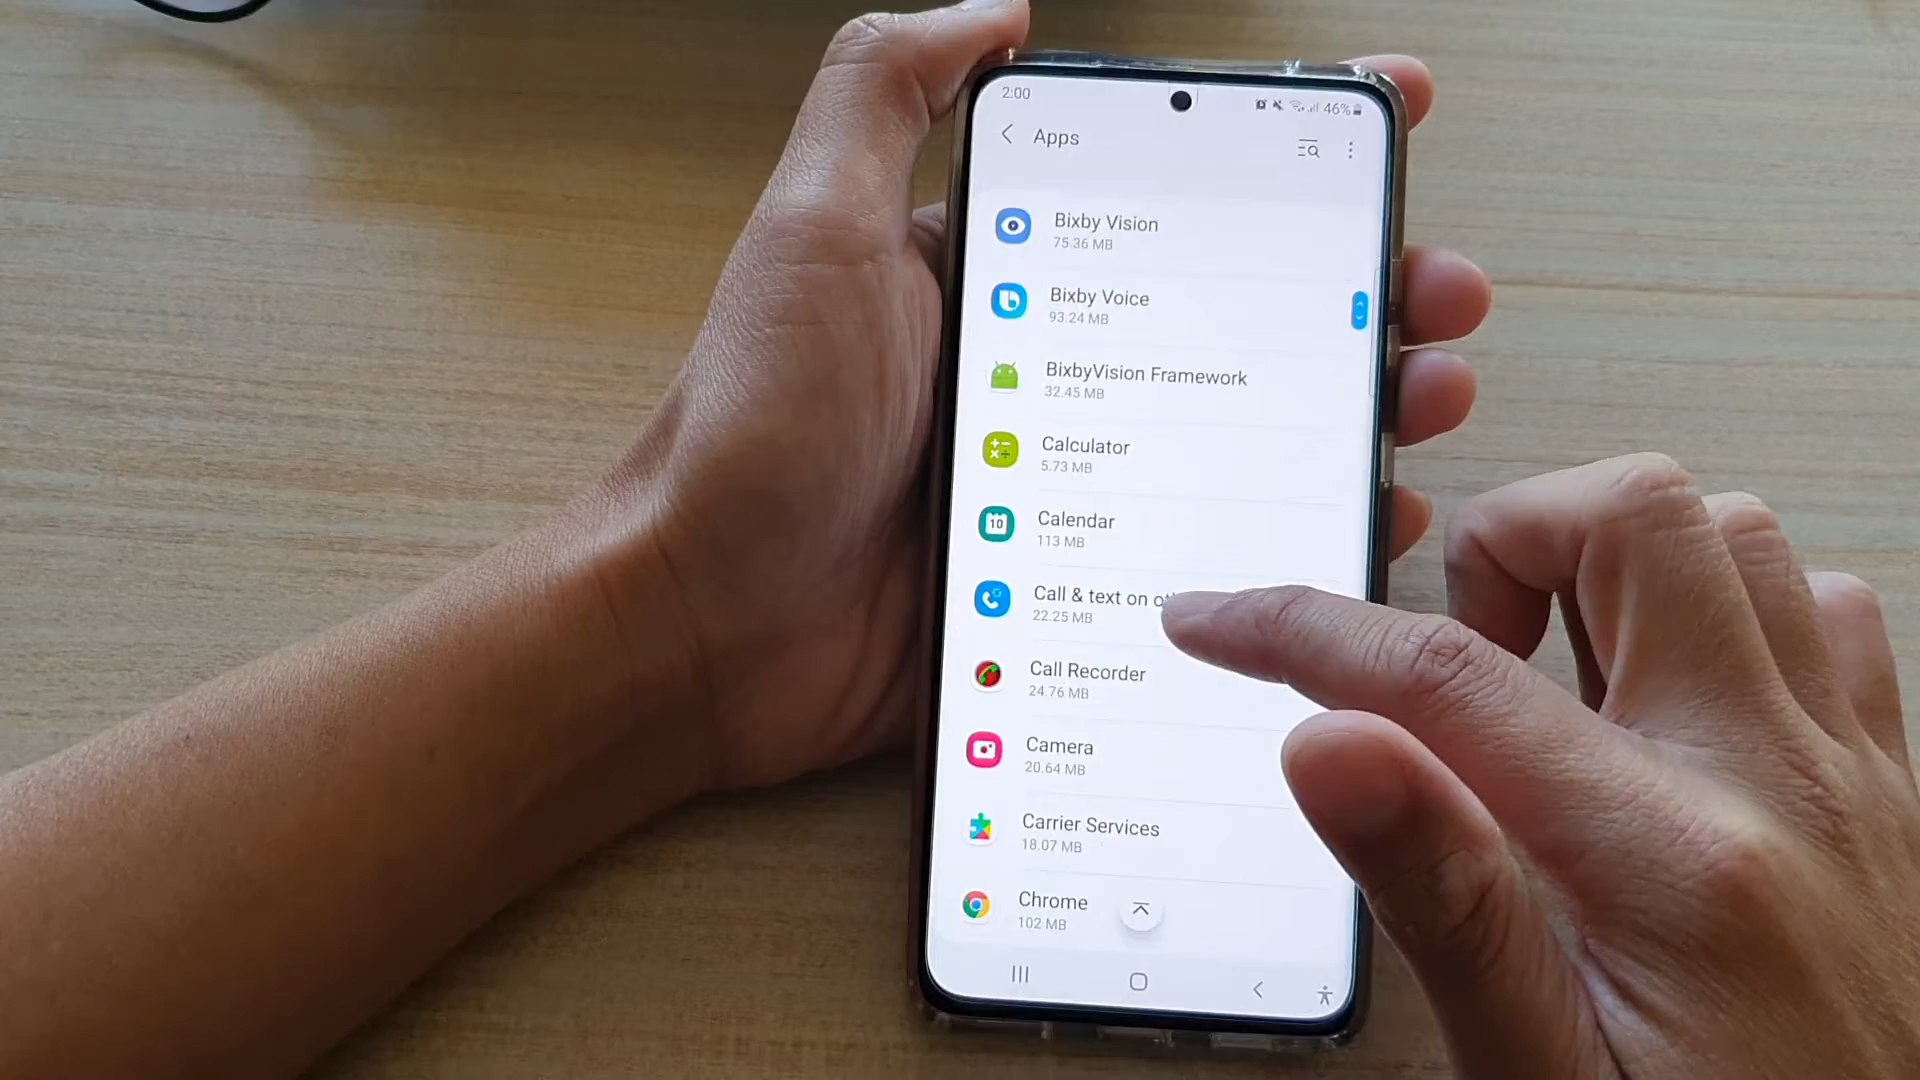 2:00
46%
Apps
Bixby Vision
75.36 MB
Bixby Voice
93.24 MB
BixbyVision Framework
32.45 MB
Calculator
5.73 MB
10
Calendar
113 MB
Call & text on
22.25 MB
Call Recorder
24.76 MB
Camera
20.64 MB
Carrier Services
18.07 MB
Chrome
102 MB